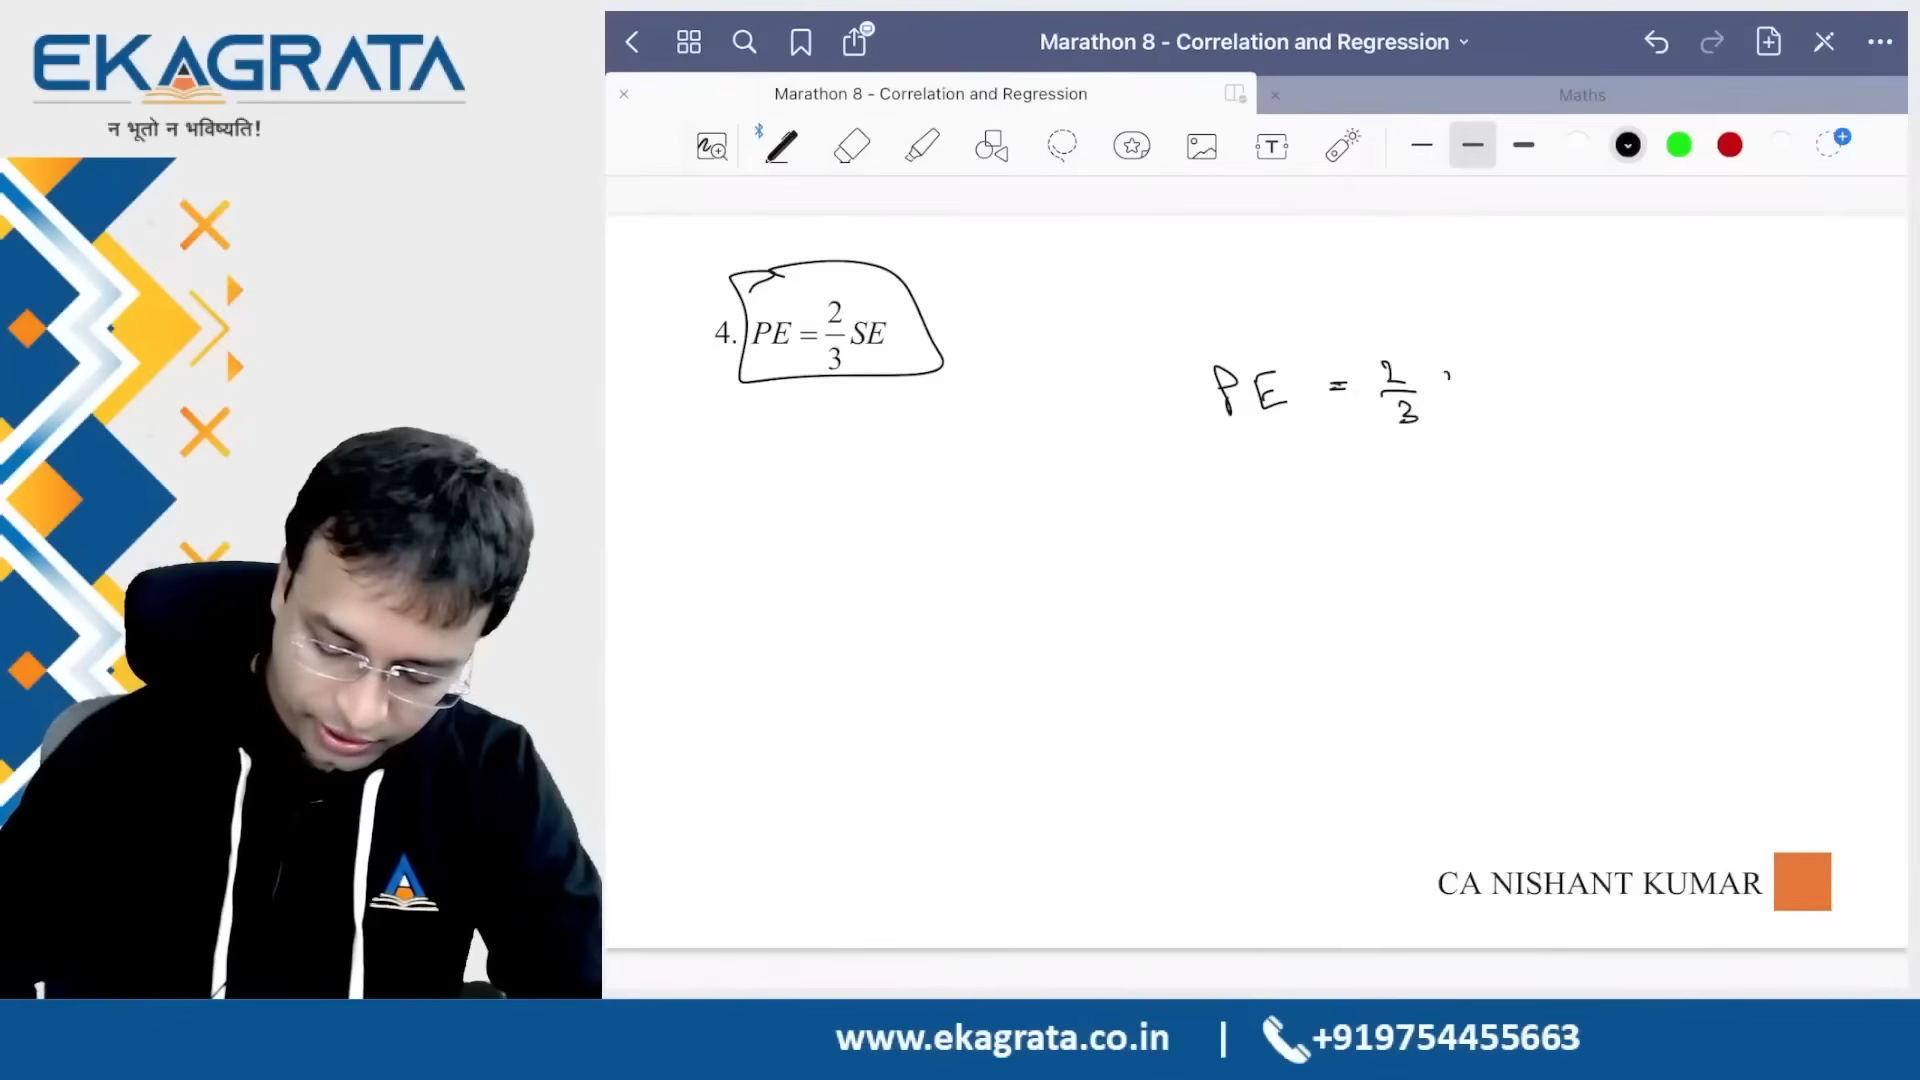 EKAGRATA
न भूतो न भविष्यति!
Marathon 8 - Correlation and Regression
Marathon 8 - Correlation and Regression
Maths
4. PE = 2/3 SE
PE = 2/3
CA NISHANT KUMAR
www.ekagrata.co.in | +919754455663